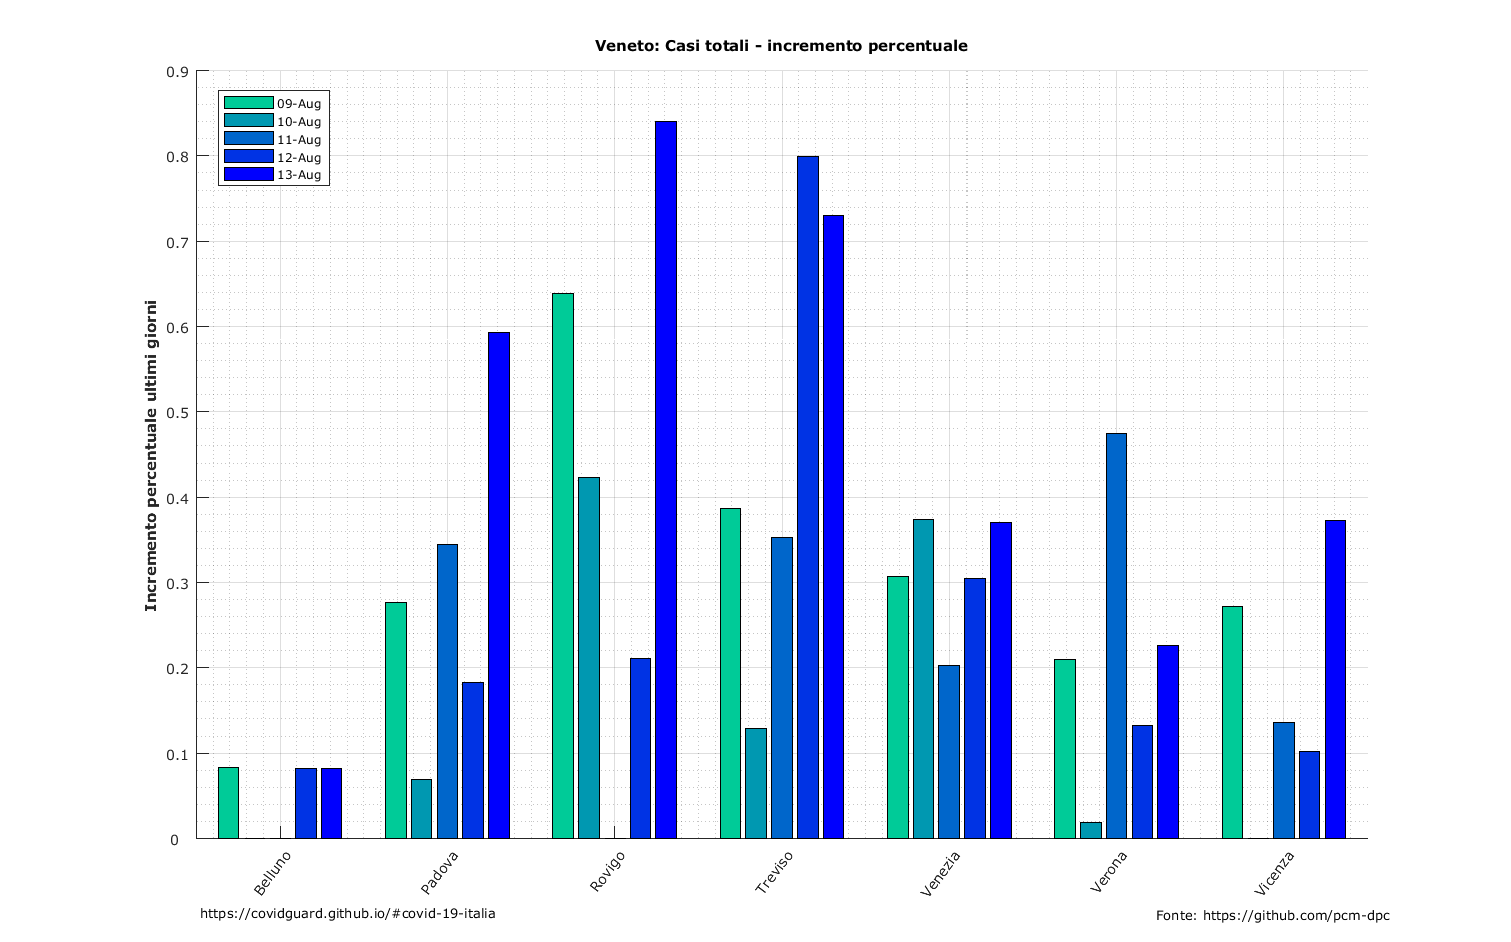 Veneto: Casi totali - incremento percentuale
0.9
0.8
0.7
0.6
0.5
0.4
0.3
0.2
0.1
0
Incremento percentuale ultimi giorni
09-Aug
10-Aug
11-Aug
12-Aug
13-Aug
Belluno
Padova
Rovigo
Treviso
Venezia
Verona
Vicenza
https://covidguard.github.io/#covid-19-italia
Fonte: https://github.com/pcm-dpc